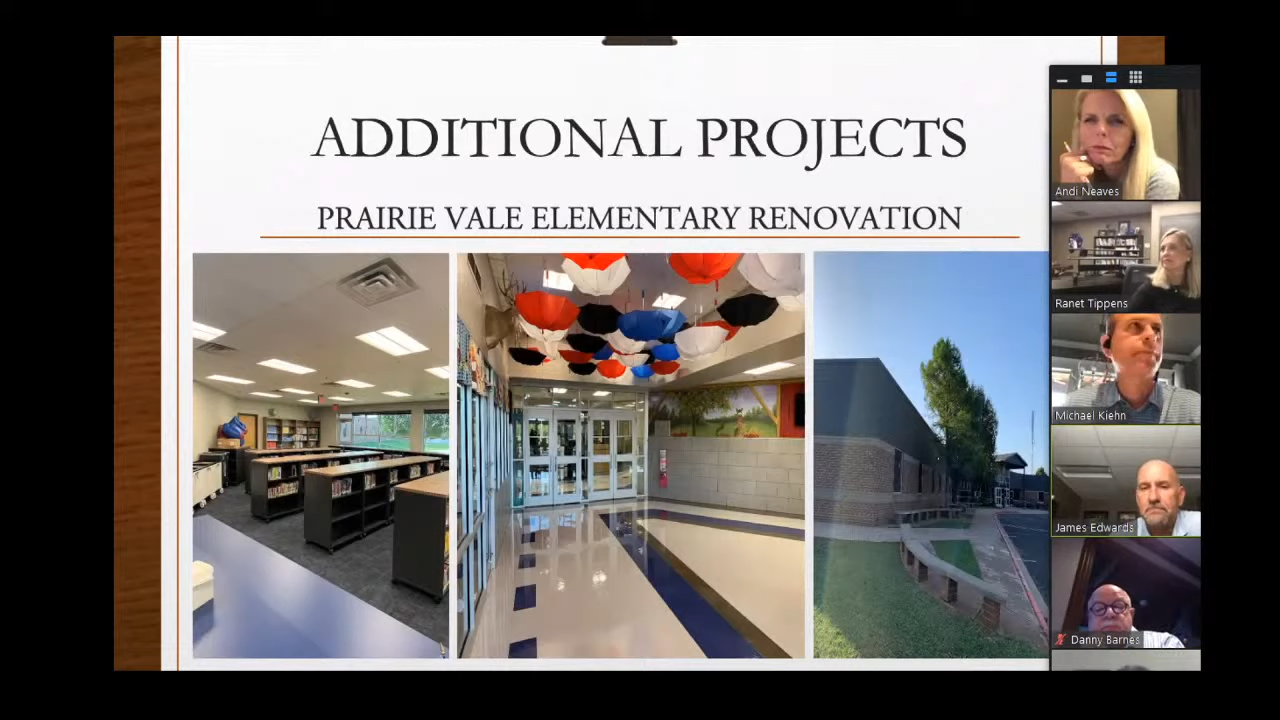 ADDITIONAL PROJECTS
PRAIRIE VALE ELEMENTARY RENOVATION
Andi Neaves
Ranet Tippens
Michael Kiehn
James Edwards
Danny Barnes